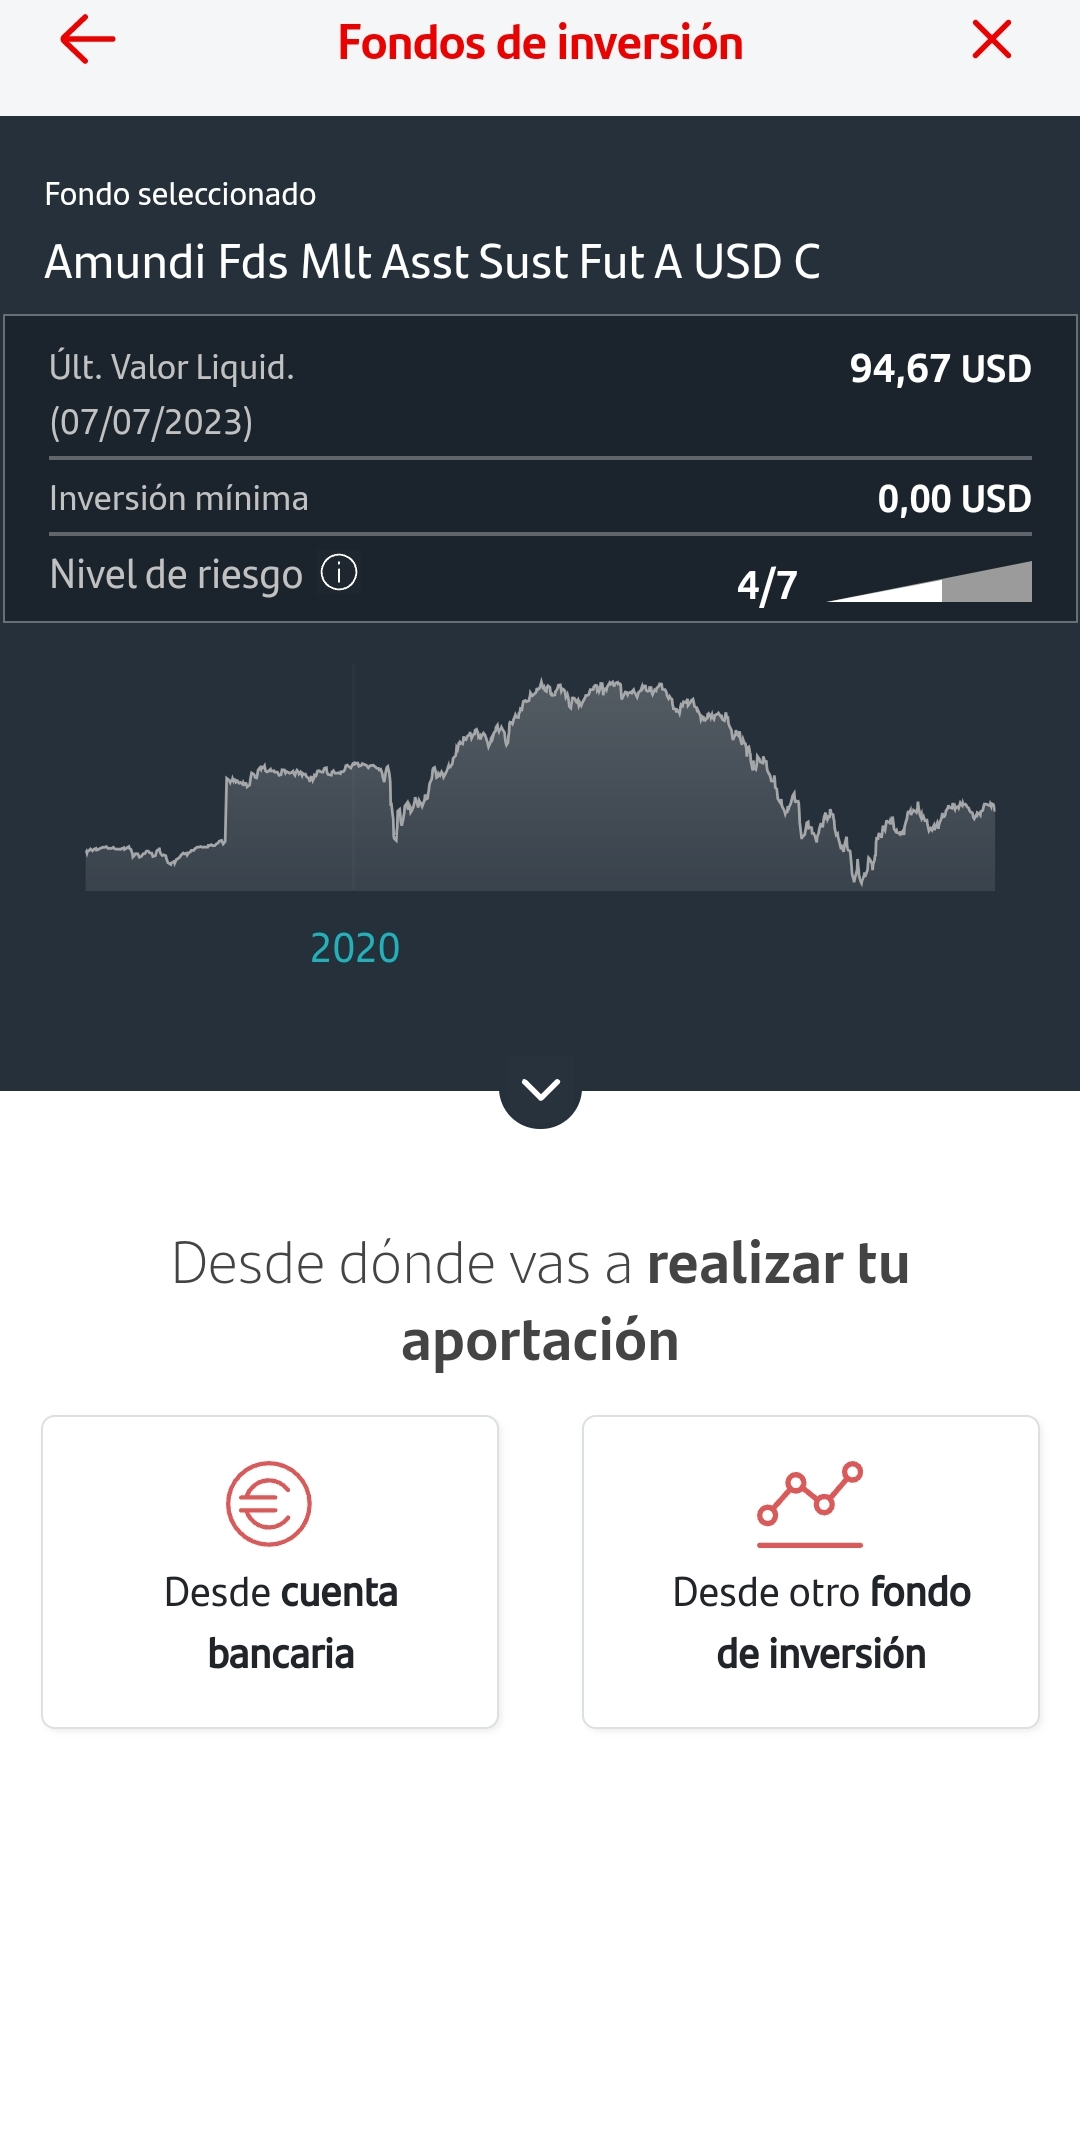 Fondos de inversión
Fondo seleccionado
Amundi Fds Mlt Asst Sust Fut A USD C
Últ. Valor Liquid. 94,67 USD
(07/07/2023)
Inversión mínima 0,00 USD
Nivel de riesgo 4/7
2020
Desde dónde vas a realizar tu
aportación
Desde cuenta
bancaria
Desde otro fondo
de inversión